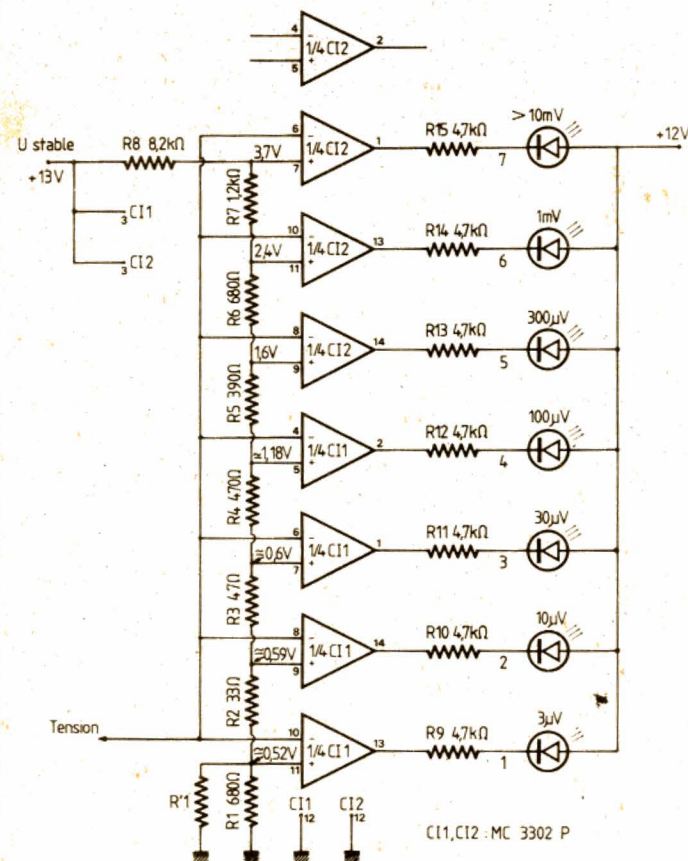 4
5
1/4 CI2
2
U stable
+13V
R8 8,2kΩ
3 CI1
3 CI2
6
7
3,7V
1/4 CI2
1
R15 4,7kΩ
> 10mV
7
+12V
R7 1,2kΩ
10
11
2,4V
1/4 CI2
13
R14 4,7kΩ
1mV
6
R6 680Ω
8
9
1,6V
1/4 CI2
14
R13 4,7kΩ
300µV
5
R5 390Ω
4
5
≃1,18V
1/4 CI1
2
R12 4,7kΩ
100µV
4
R4 470Ω
6
7
≃0,6V
1/4 CI1
1
R11 4,7kΩ
30µV
3
R3 47Ω
8
9
≃0,59V
1/4 CI1
14
R10 4,7kΩ
10µV
2
R2 33Ω
Tension
10
11
≃0,52V
1/4 CI1
13
R9 4,7kΩ
3µV
1
R'1
R1 680Ω
CI1
12
CI2
12
CI1,CI2 : MC 3302 P